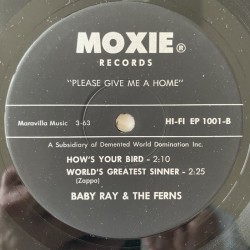 MOXIE®
RECORDS
"PLEASE GIVE ME A HOME"
Maravilla Music 3-63 HI-FI EP 1001-B
A Subsidiary of Demented World Domination Inc.
HOW'S YOUR BIRD - 2:10
WORLD'S GREATEST SINNER - 2:25
(Zappa)
BABY RAY & THE FERNS